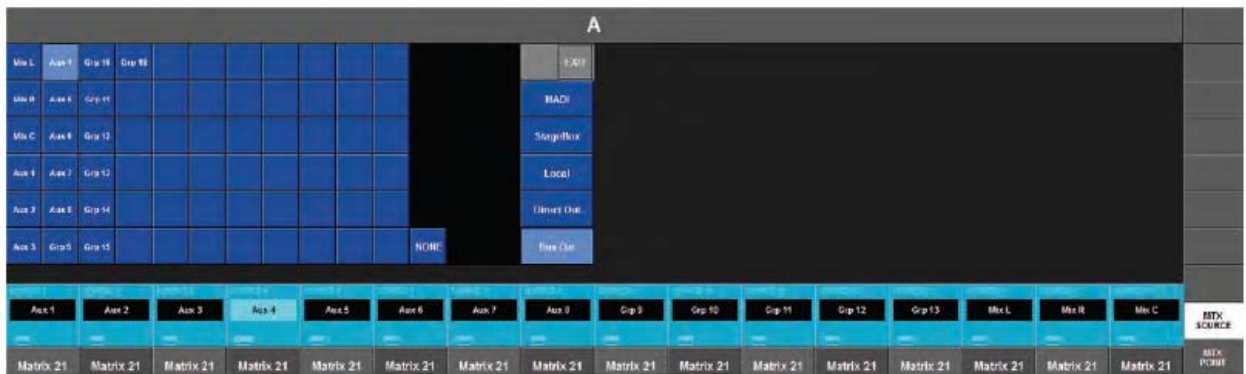 A
Mix L Aux 4 Grp 10 Grp 16 EXIT
Mix R Aux 5 Grp 11 MADI
Mix C Aux 6 Grp 12 StageBox
Aux 1 Aux 7 Grp 13 Local
Aux 2 Aux 8 Grp 14 Direct Out
Aux 3 Grp 9 Grp 15 NONE Bus Out
Aux 1 Aux 2 Aux 3 Aux 4 Aux 5 Aux 6 Aux 7 Aux 8 Grp 9 Grp 10 Grp 11 Grp 12 Grp 13 Mix L Mix R Mix C MTX SOURCE
Matrix 21 Matrix 21 Matrix 21 Matrix 21 Matrix 21 Matrix 21 Matrix 21 Matrix 21 Matrix 21 Matrix 21 Matrix 21 Matrix 21 Matrix 21 Matrix 21 Matrix 21 Matrix 21 MTX POINT